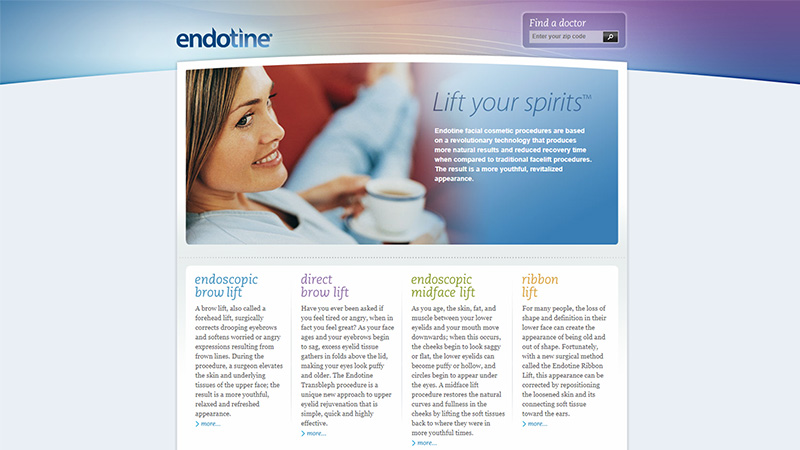 endotine®
Find a doctor
Enter your zip code
Lift your spirits™
Endotine facial cosmetic procedures are based
on a revolutionary technology that produces
more natural results and reduced recovery time
when compared to traditional facelift procedures.
The result is a more youthful, revitalized
appearance.
endoscopic
brow lift
A brow lift, also called a
forehead lift, surgically
corrects drooping eyebrows
and softens worried or angry
expressions resulting from
frown lines. During the
procedure, a surgeon elevates
the skin and underlying
tissues of the upper face; the
result is a more youthful,
relaxed and refreshed
appearance.
more...
direct
brow lift
Have you ever been asked if
you feel tired or angry, when in
fact you feel great? As your face
ages and your eyebrows begin
to sag, excess eyelid tissue
gathers in folds above the lid,
making your eyes look puffy
and older. The Endotine
Transbleph procedure is a
unique new approach to upper
eyelid rejuvenation that is
simple, quick and highly
effective.
more...
endoscopic
midface lift
As you age, the skin, fat, and
muscle between your lower
eyelids and your mouth move
downwards; when this occurs,
the cheeks begin to look saggy
or flat, the lower eyelids can
become puffy or hollow, and
circles begin to appear under
the eyes. A midface lift
procedure restores the natural
curves and fullness in the
cheeks by lifting the soft tissues
back to where they were in
more youthful times.
more...
ribbon
lift
For many people, the loss of
shape and definition in their
lower face can create the
appearance of being old and
out of shape. Fortunately,
with a new surgical method
called the Endotine Ribbon
Lift, this appearance can be
corrected by repositioning
the loosened skin and its
connecting soft tissue
toward the ears.
more...